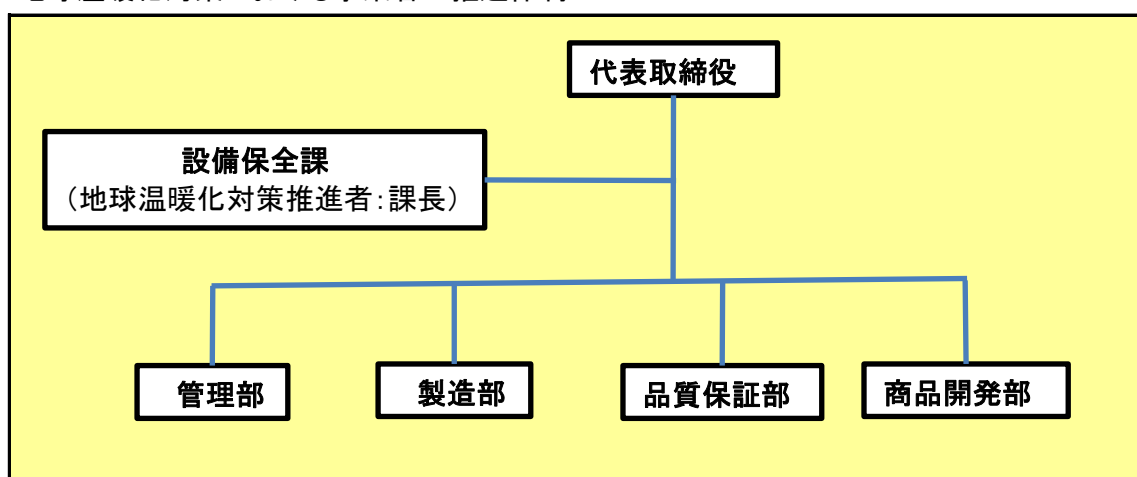 代表取締役
設備保全課
（地球温暖化対策推進者：課長）
管理部
製造部
品質保証部
商品開発部